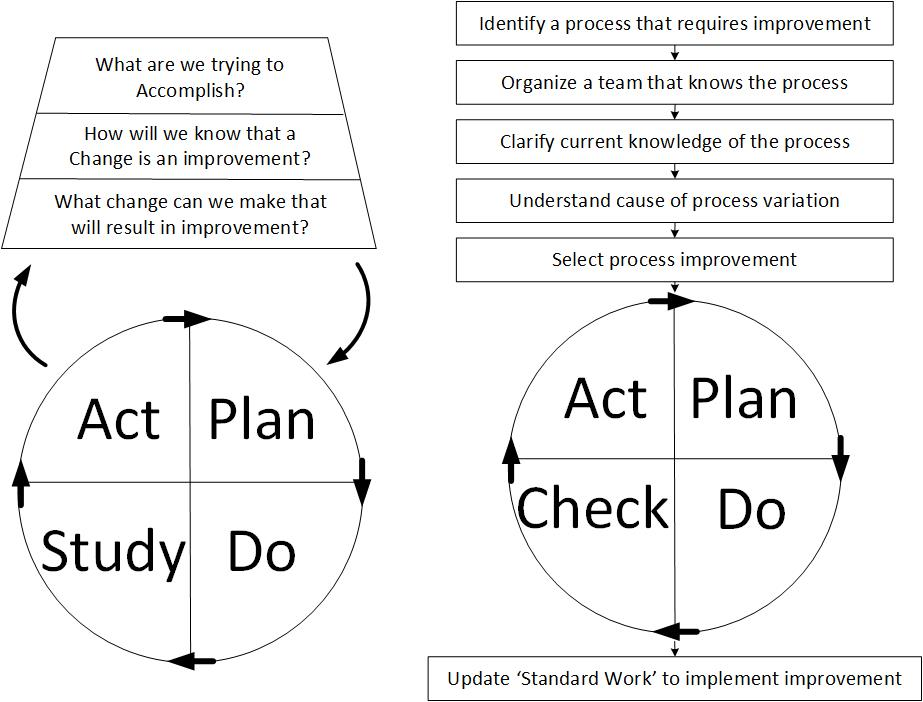 What are we trying to
Accomplish?
How will we know that a
Change is an improvement?
What change can we make that
will result in improvement?
Act
Plan
Study
Do
Identify a process that requires improvement
Organize a team that knows the process
Clarify current knowledge of the process
Understand cause of process variation
Select process improvement
Act
Plan
Check
Do
Update ‘Standard Work’ to implement improvement